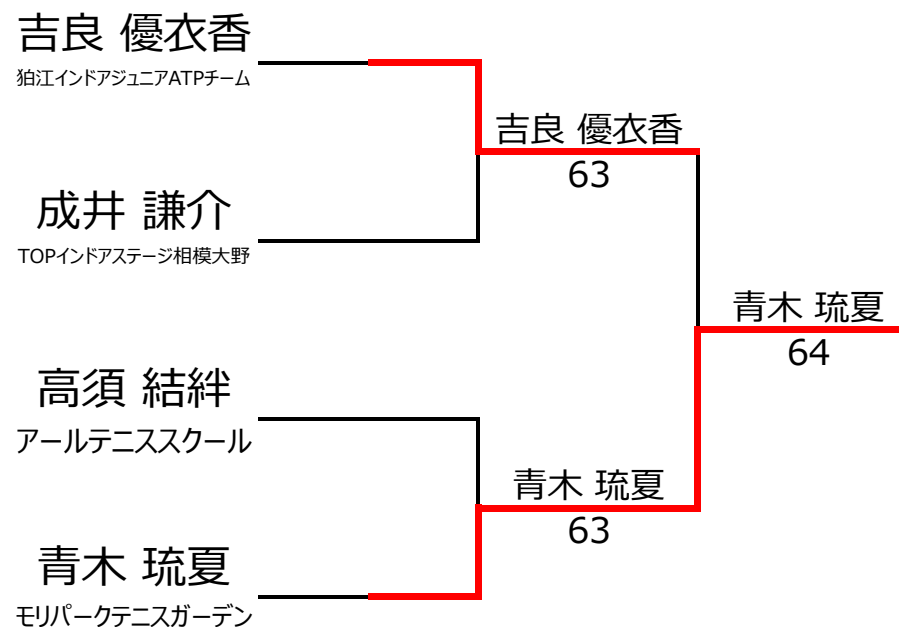 吉良 優衣香
狛江インドアジュニアATPチーム
吉良 優衣香
63
成井 謙介
TOPインドアステージ相模大野
青木 琉夏
64
高須 結絆
アールテニススクール
青木 琉夏
63
青木 琉夏
モリパークテニスガーデン